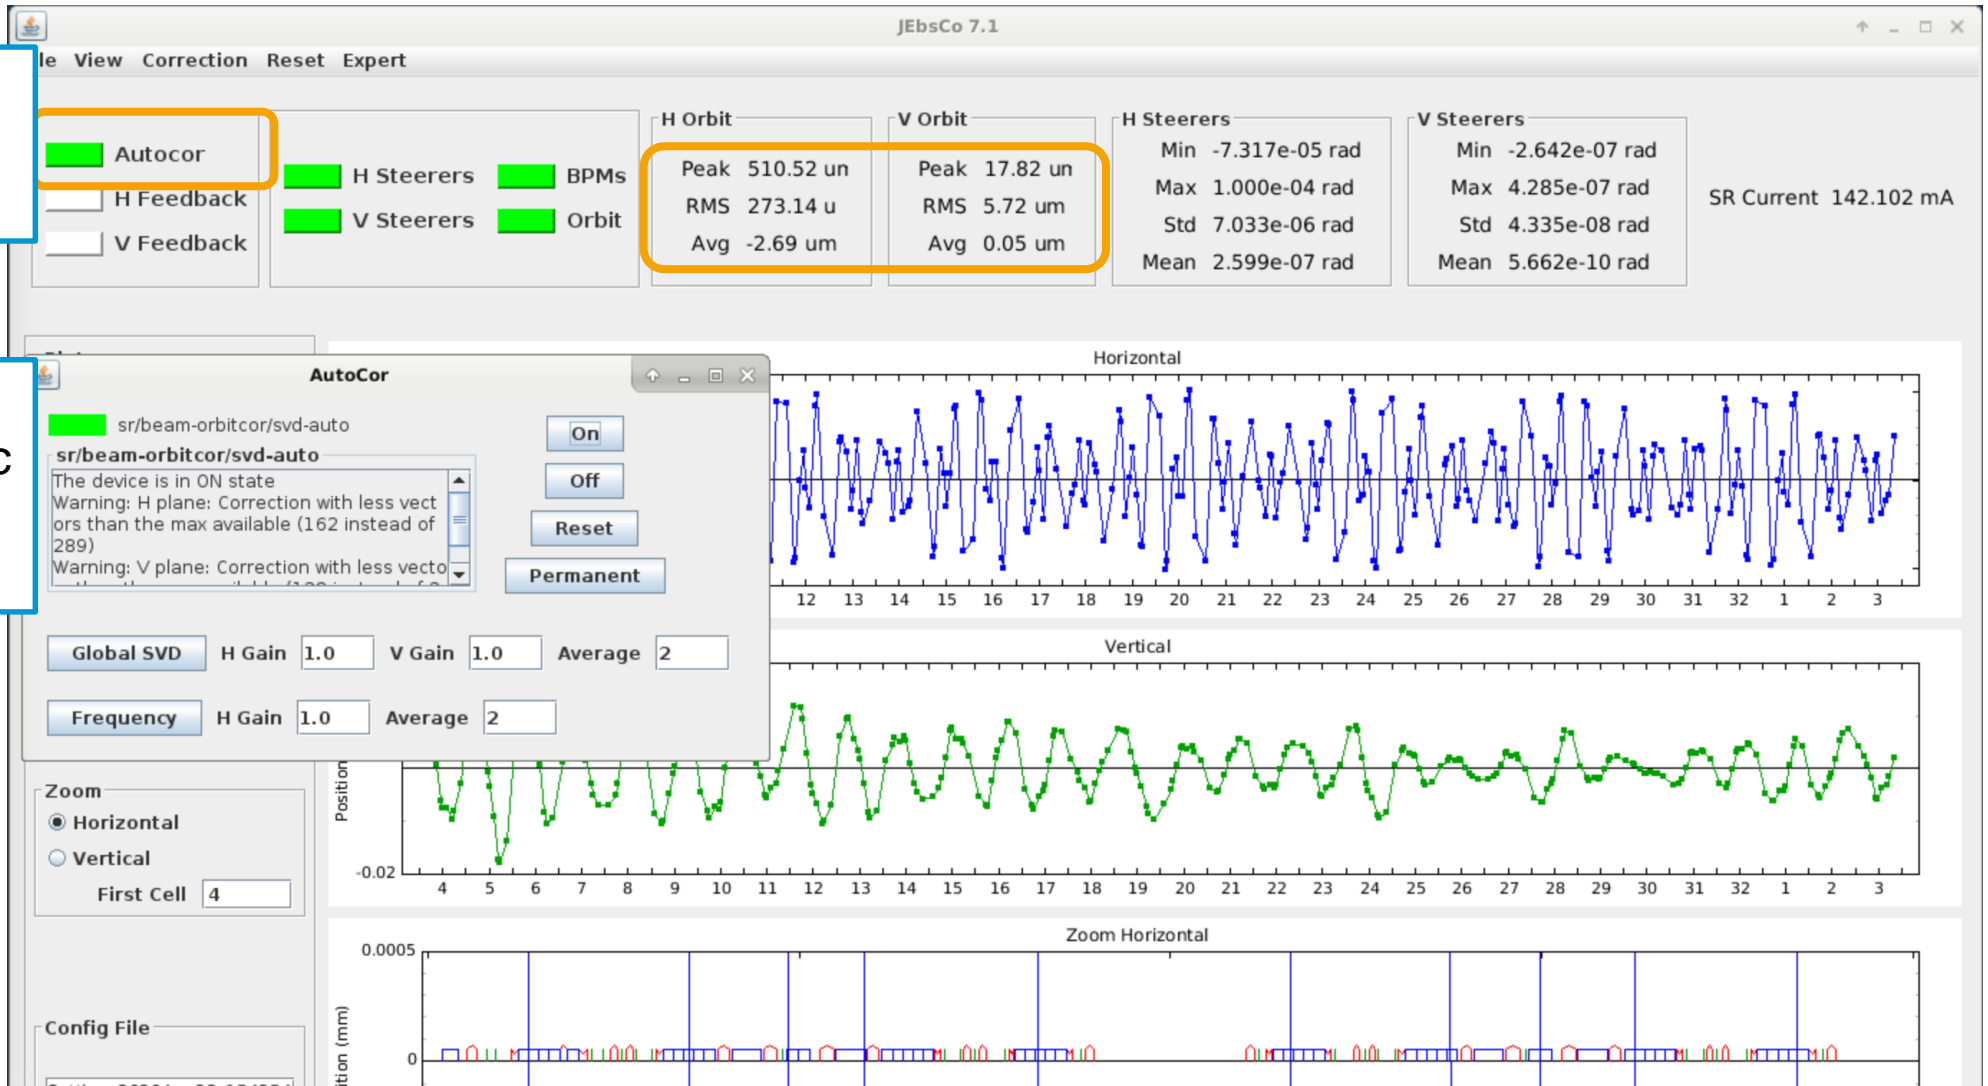 JEbsCo 7.1
le View Correction Reset Expert
Autocor
H Feedback
V Feedback
H Steerers
BPMs
V Steerers
Orbit
H Orbit
Peak 510.52 un
RMS 273.14 u
Avg -2.69 um
V Orbit
Peak 17.82 un
RMS 5.72 um
Avg 0.05 um
H Steerers
Min -7.317e-05 rad
Max 1.000e-04 rad
Std 7.033e-06 rad
Mean 2.599e-07 rad
V Steerers
Min -2.642e-07 rad
Max 4.285e-07 rad
Std 4.335e-08 rad
Mean 5.662e-10 rad
SR Current 142.102 mA
c
AutoCor
sr/beam-orbitcor/svd-auto
sr/beam-orbitcor/svd-auto
The device is in ON state
Warning: H plane: Correction with less vect
ors than the max available (162 instead of
289)
Warning: V plane: Correction with less vecto
On
Off
Reset
Permanent
Global SVD H Gain 1.0 V Gain 1.0 Average 2
Frequency H Gain 1.0 Average 2
Horizontal
12 13 14 15 16 17 18 19 20 21 22 23 24 25 26 27 28 29 30 31 32 1 2 3
Vertical
Position
-0.02
4 5 6 7 8 9 10 11 12 13 14 15 16 17 18 19 20 21 22 23 24 25 26 27 28 29 30 31 32 1 2 3
Zoom
Horizontal
Vertical
First Cell 4
Config File
Zoom Horizontal
0.0005
0
ition (mm)